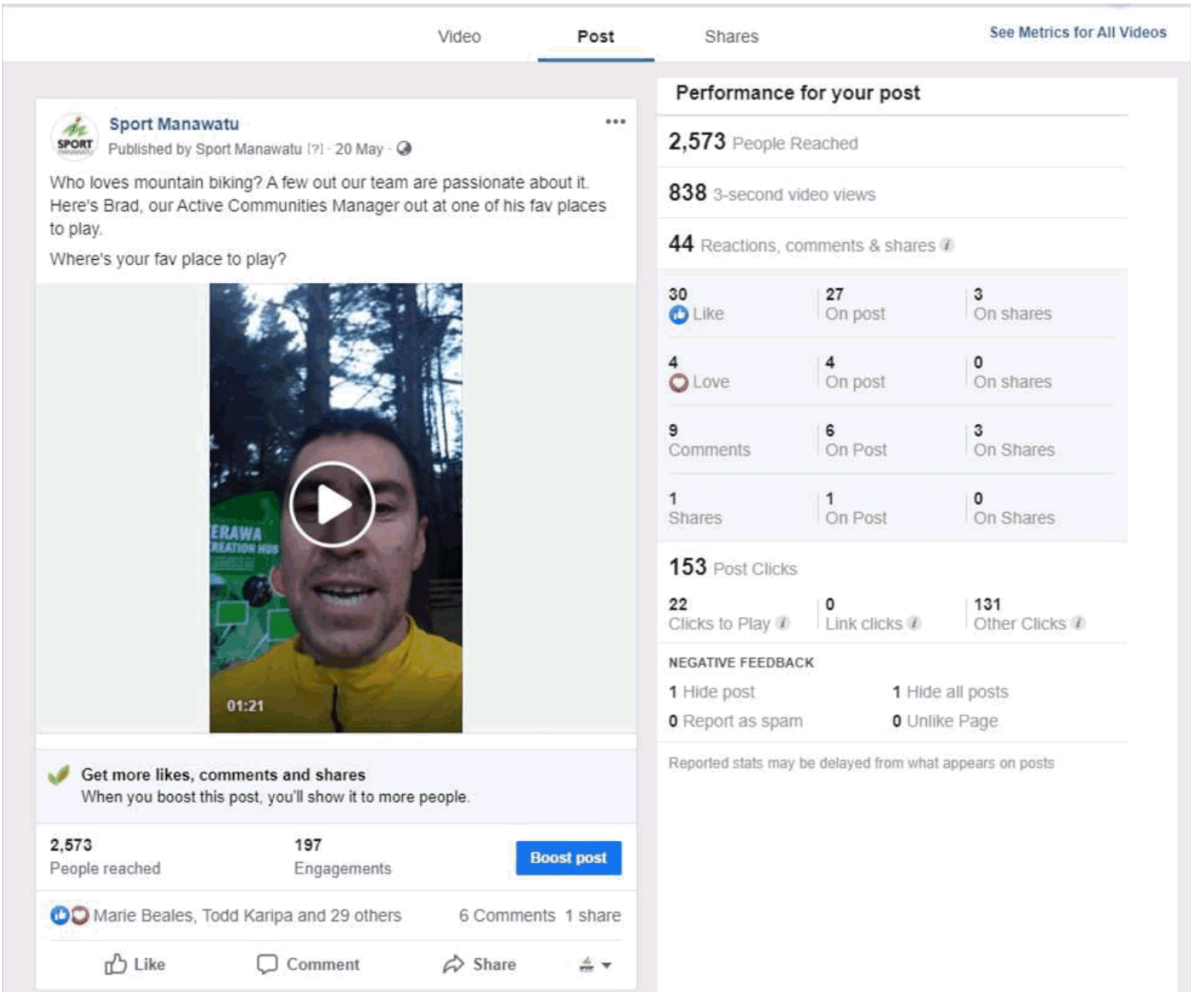 Video Post Shares See Metrics for All Videos
Sport Manawatu
Published by Sport Manawatu [?] · 20 May ·
SPORT
Who loves mountain biking? A few out our team are passionate about it.
Here's Brad, our Active Communities Manager out at one of his fav places
to play.
Where's your fav place to play?
ERAWA
REATION HUB
01:21
Get more likes, comments and shares
When you boost this post, you'll show it to more people.
2,573 197
People reached Engagements
Boost post
Marie Beales, Todd Karipa and 29 others 6 Comments 1 share
Like Comment Share
Performance for your post
2,573 People Reached
838 3-second video views
44 Reactions, comments & shares i
30 27 3
Like On post On shares
4 4 0
Love On post On shares
9 6 3
Comments On Post On Shares
1 1 0
Shares On Post On Shares
153 Post Clicks
22 0 131
Clicks to Play i Link clicks i Other Clicks i
NEGATIVE FEEDBACK
1 Hide post 1 Hide all posts
0 Report as spam 0 Unlike Page
Reported stats may be delayed from what appears on posts